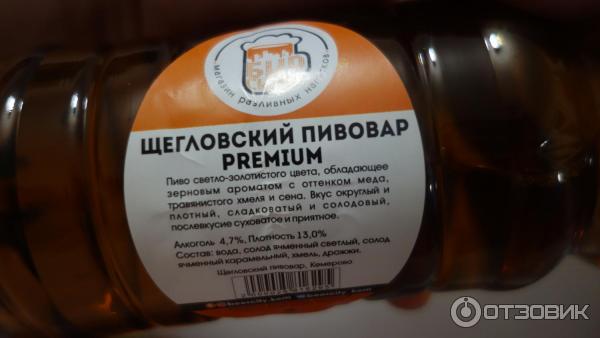 магазин
разливных напитков
ЩЕГЛОВСКИЙ ПИВОВАР
PREMIUM
Пиво светло-золотистого цвета, обладающее
зерновым ароматом с оттенком меда,
травянистого хмеля и сена. Вкус округлый и
плотный, сладковатый и солодовый,
послевкусие суховатое и приятное.
Алкоголь 4,7%, Плотность 13,0%
Состав: вода, солод ячменный светлый, солод
ячменный карамельный, хмель, дрожжи.
Щегловский пивовар, Кемерово
ОТЗОВИК